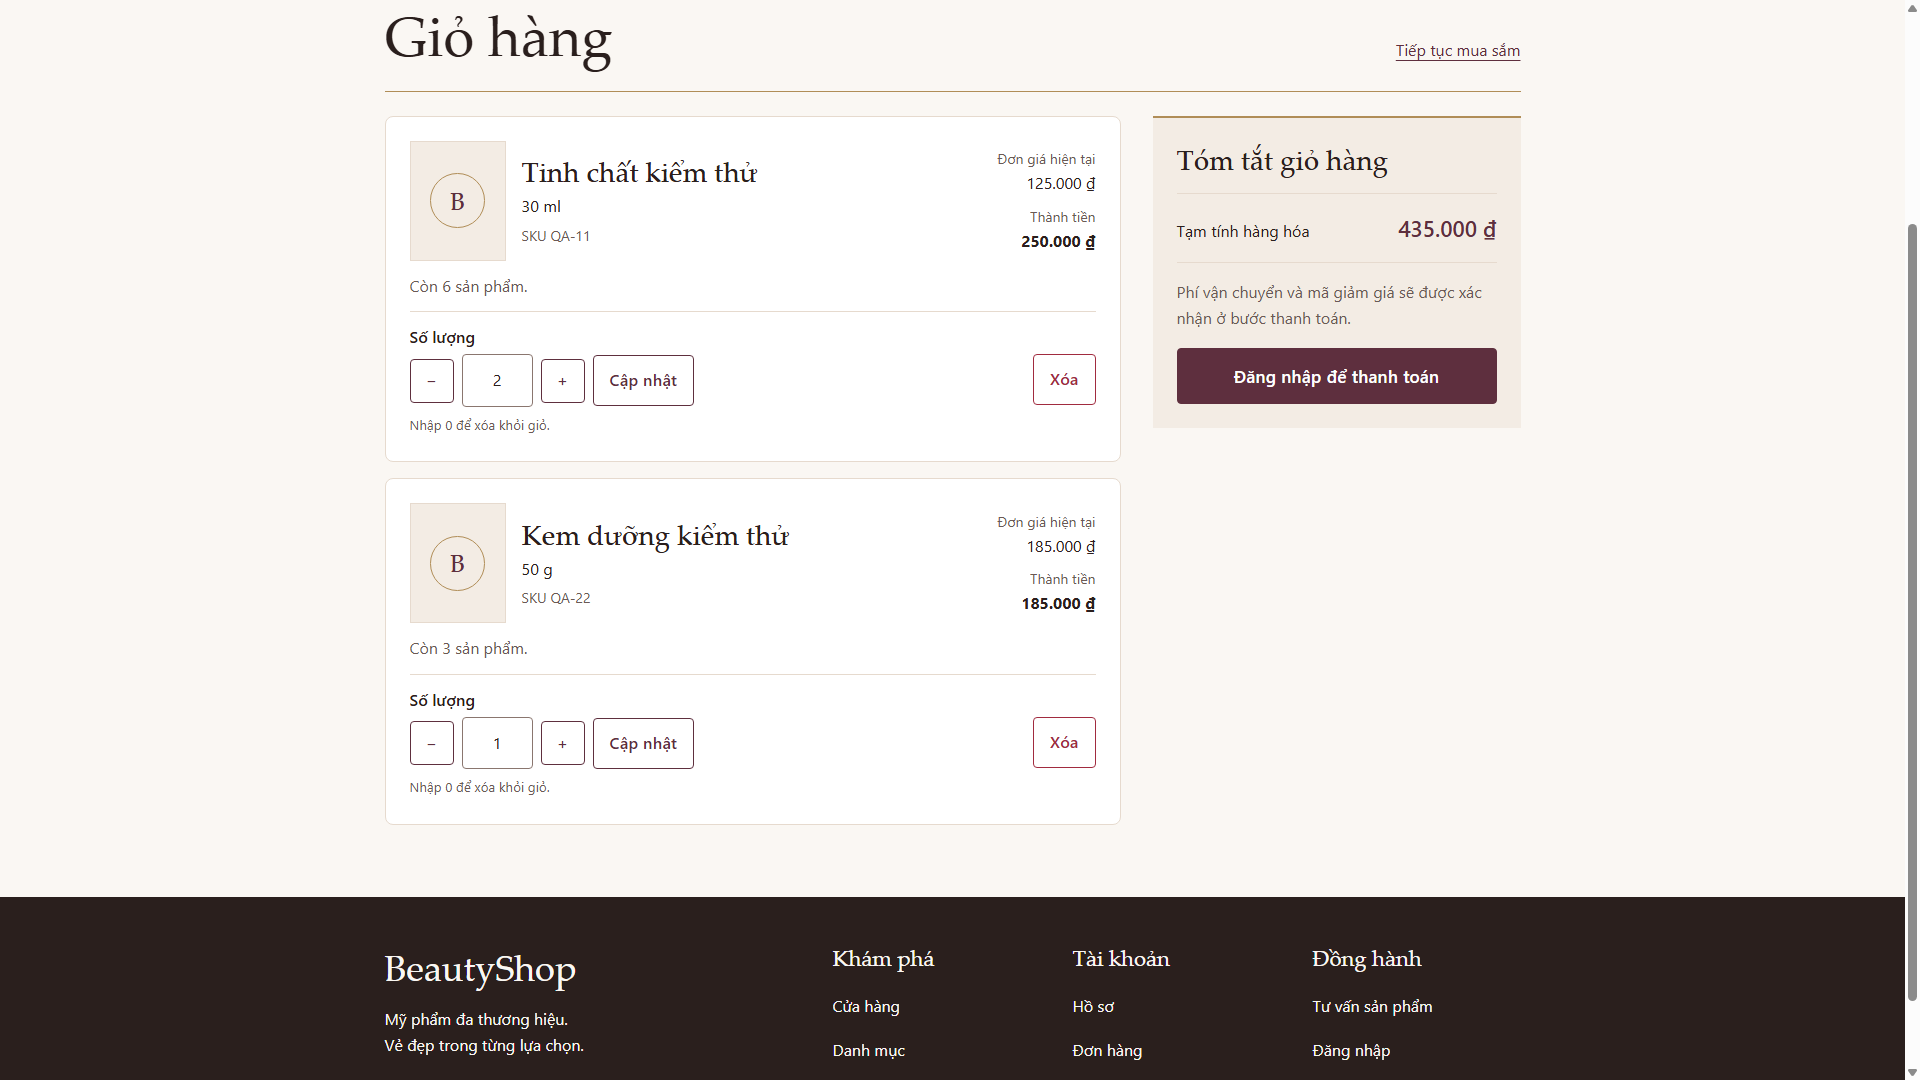 Giỏ hàng
Tiếp tục mua sắm
B
Tinh chất kiểm thử
30 ml
SKU QA-11
Đơn giá hiện tại
125.000 ₫
Thành tiền
250.000 ₫
Còn 6 sản phẩm.
Số lượng
− 2 + Cập nhật Xóa
Nhập 0 để xóa khỏi giỏ.
B
Kem dưỡng kiểm thử
50 g
SKU QA-22
Đơn giá hiện tại
185.000 ₫
Thành tiền
185.000 ₫
Còn 3 sản phẩm.
Số lượng
− 1 + Cập nhật Xóa
Nhập 0 để xóa khỏi giỏ.
Tóm tắt giỏ hàng
Tạm tính hàng hóa 435.000 ₫
Phí vận chuyển và mã giảm giá sẽ được xác
nhận ở bước thanh toán.
Đăng nhập để thanh toán
BeautyShop
Mỹ phẩm đa thương hiệu.
Vẻ đẹp trong từng lựa chọn.
Khám phá
Cửa hàng
Danh mục
Tài khoản
Hồ sơ
Đơn hàng
Đồng hành
Tư vấn sản phẩm
Đăng nhập